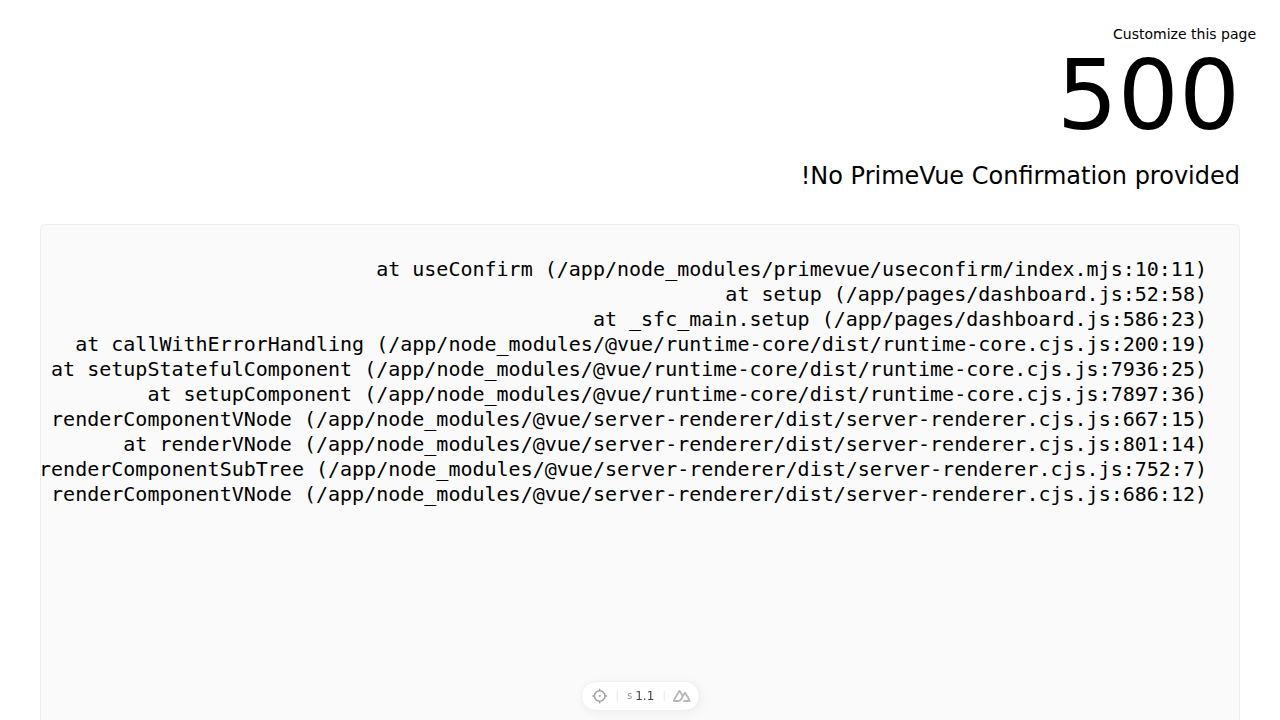 Customize this page
500
!No PrimeVue Confirmation provided
at useConfirm (/app/node_modules/primevue/useconfirm/index.mjs:10:11)
at setup (/app/pages/dashboard.js:52:58)
at _sfc_main.setup (/app/pages/dashboard.js:586:23)
at callWithErrorHandling (/app/node_modules/@vue/runtime-core/dist/runtime-core.cjs.js:200:19)
at setupStatefulComponent (/app/node_modules/@vue/runtime-core/dist/runtime-core.cjs.js:7936:25)
at setupComponent (/app/node_modules/@vue/runtime-core/dist/runtime-core.cjs.js:7897:36)
renderComponentVNode (/app/node_modules/@vue/server-renderer/dist/server-renderer.cjs.js:667:15)
at renderVNode (/app/node_modules/@vue/server-renderer/dist/server-renderer.cjs.js:801:14)
renderComponentSubTree (/app/node_modules/@vue/server-renderer/dist/server-renderer.cjs.js:752:7)
renderComponentVNode (/app/node_modules/@vue/server-renderer/dist/server-renderer.cjs.js:686:12)
s 1.1